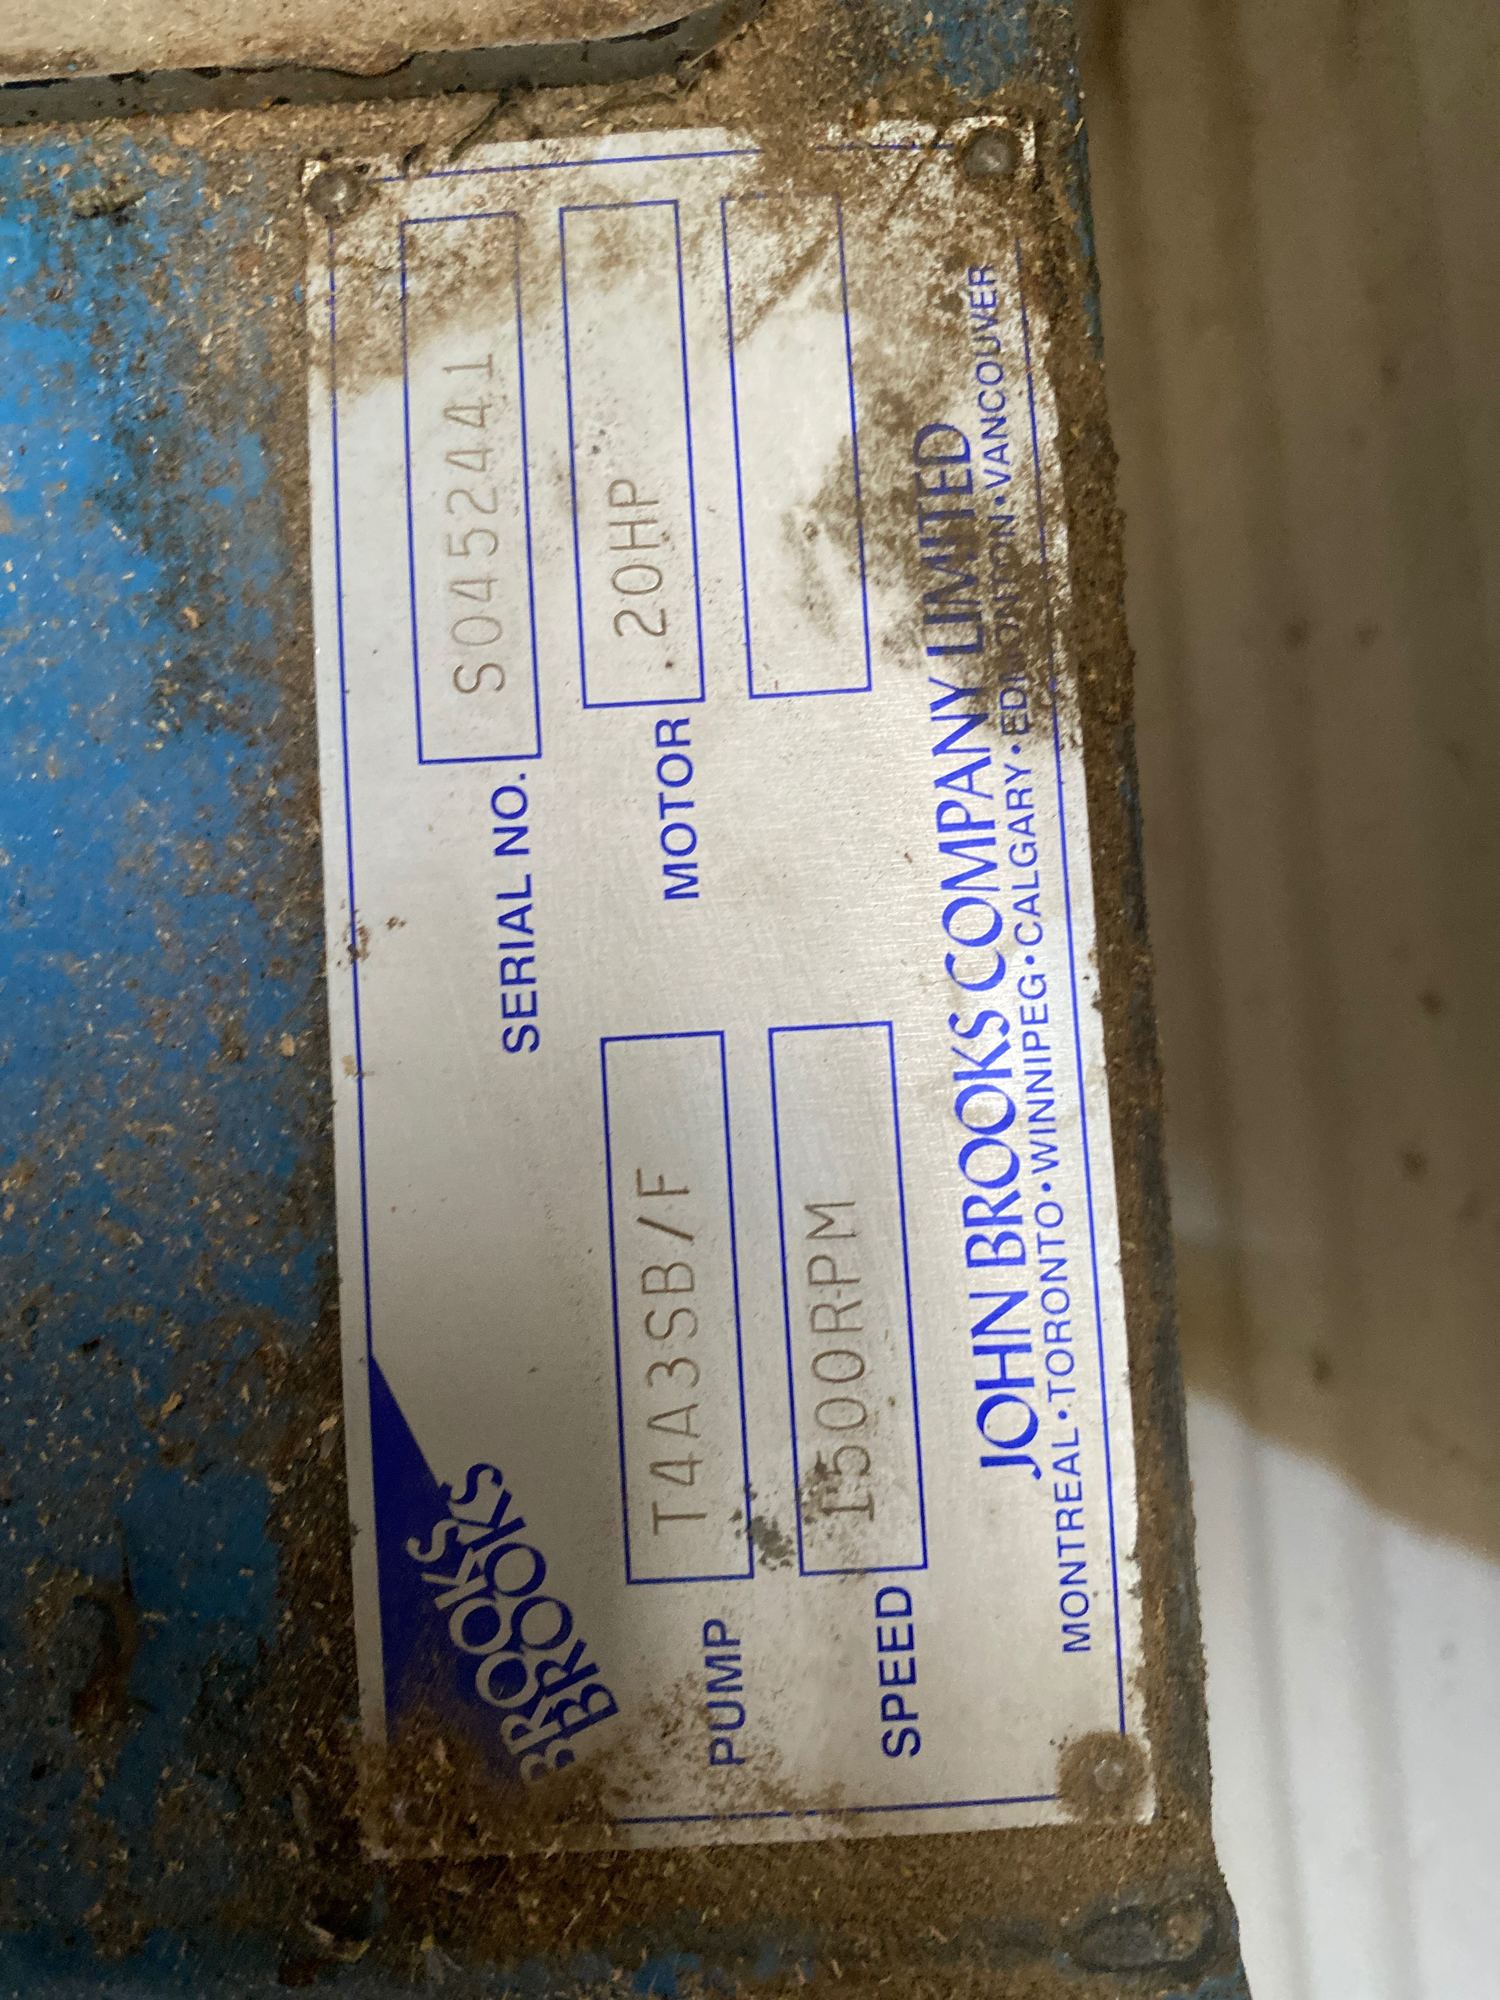 BROOKS
BROOKS
SERIAL NO. S0452441
PUMP T4A3SB/F MOTOR 20HP
SPEED 1500RPM
JOHN BROOKS COMPANY LIMITED
MONTREAL•TORONTO•WINNIPEG•CALGARY•EDMONTON•VANCOUVER